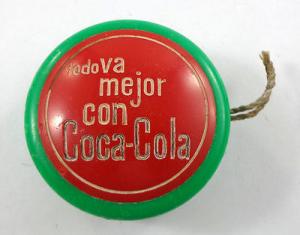 Todo va
mejor
con
Coca-Cola